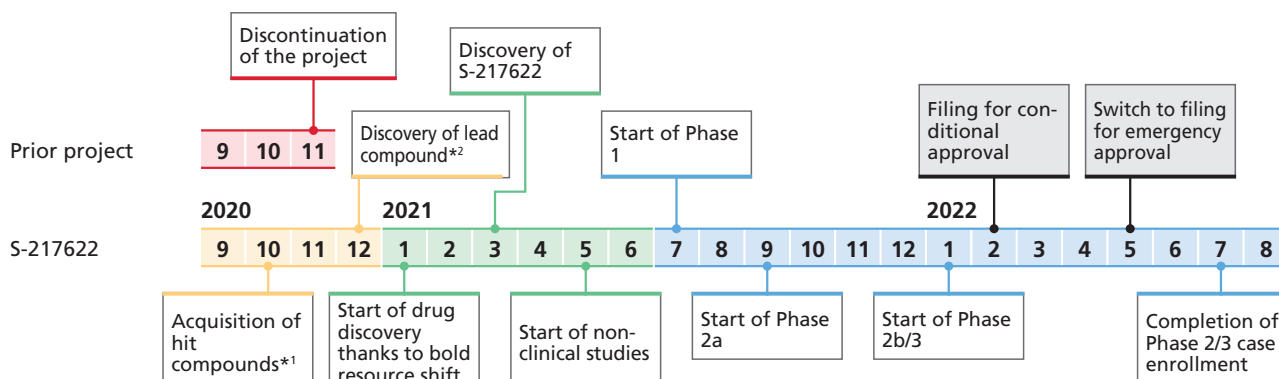 Discontinuation
of the project
Discovery of
S-217622
Discovery of lead
compound*2
Start of Phase
1
Filing for con-
ditional
approval
Switch to filing
for emergency
approval
Prior project
9 10 11
2020 2021 2022
S-217622
9 10 11 12 1 2 3 4 5 6 7 8 9 10 11 12 1 2 3 4 5 6 7 8
Acquisition of
hit
compounds*1
Start of drug
discovery
thanks to bold
resource shift
Start of non-
clinical studies
Start of Phase
2a
Start of Phase
2b/3
Completion of
Phase 2/3 case
enrollment